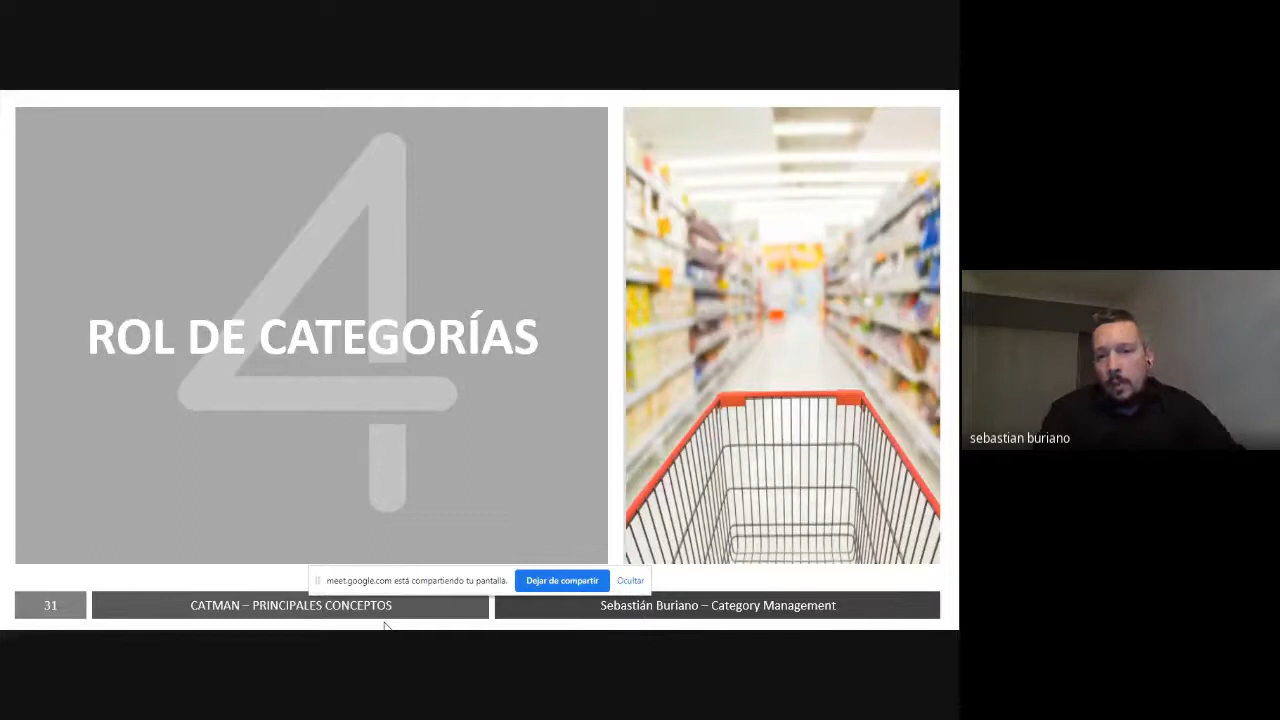 4
ROL DE CATEGORÍAS
meet.google.com está compartiendo tu pantalla.
Dejar de compartir
Ocultar
31
CATMAN – PRINCIPALES CONCEPTOS
Sebastián Buriano – Category Management
sebastian buriano